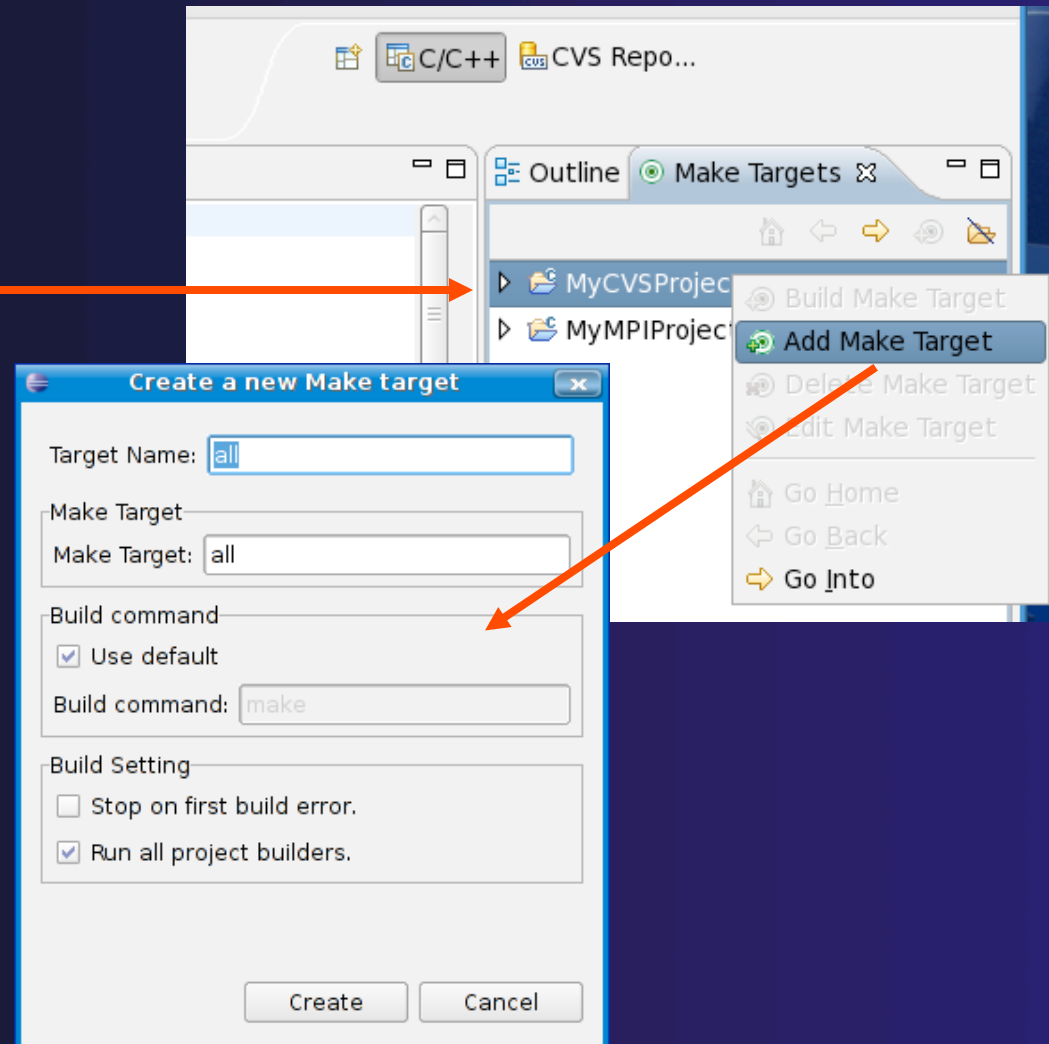 C/C++ CVS Repo...
Outline Make Targets
MyCVSProjec
MyMPIProject
Build Make Target
Add Make Target
Delete Make Target
Edit Make Target
Go Home
Go Back
Go Into
Create a new Make target
Target Name: all
Make Target
Make Target: all
Build command
Use default
Build command: make
Build Setting
Stop on first build error.
Run all project builders.
Create Cancel